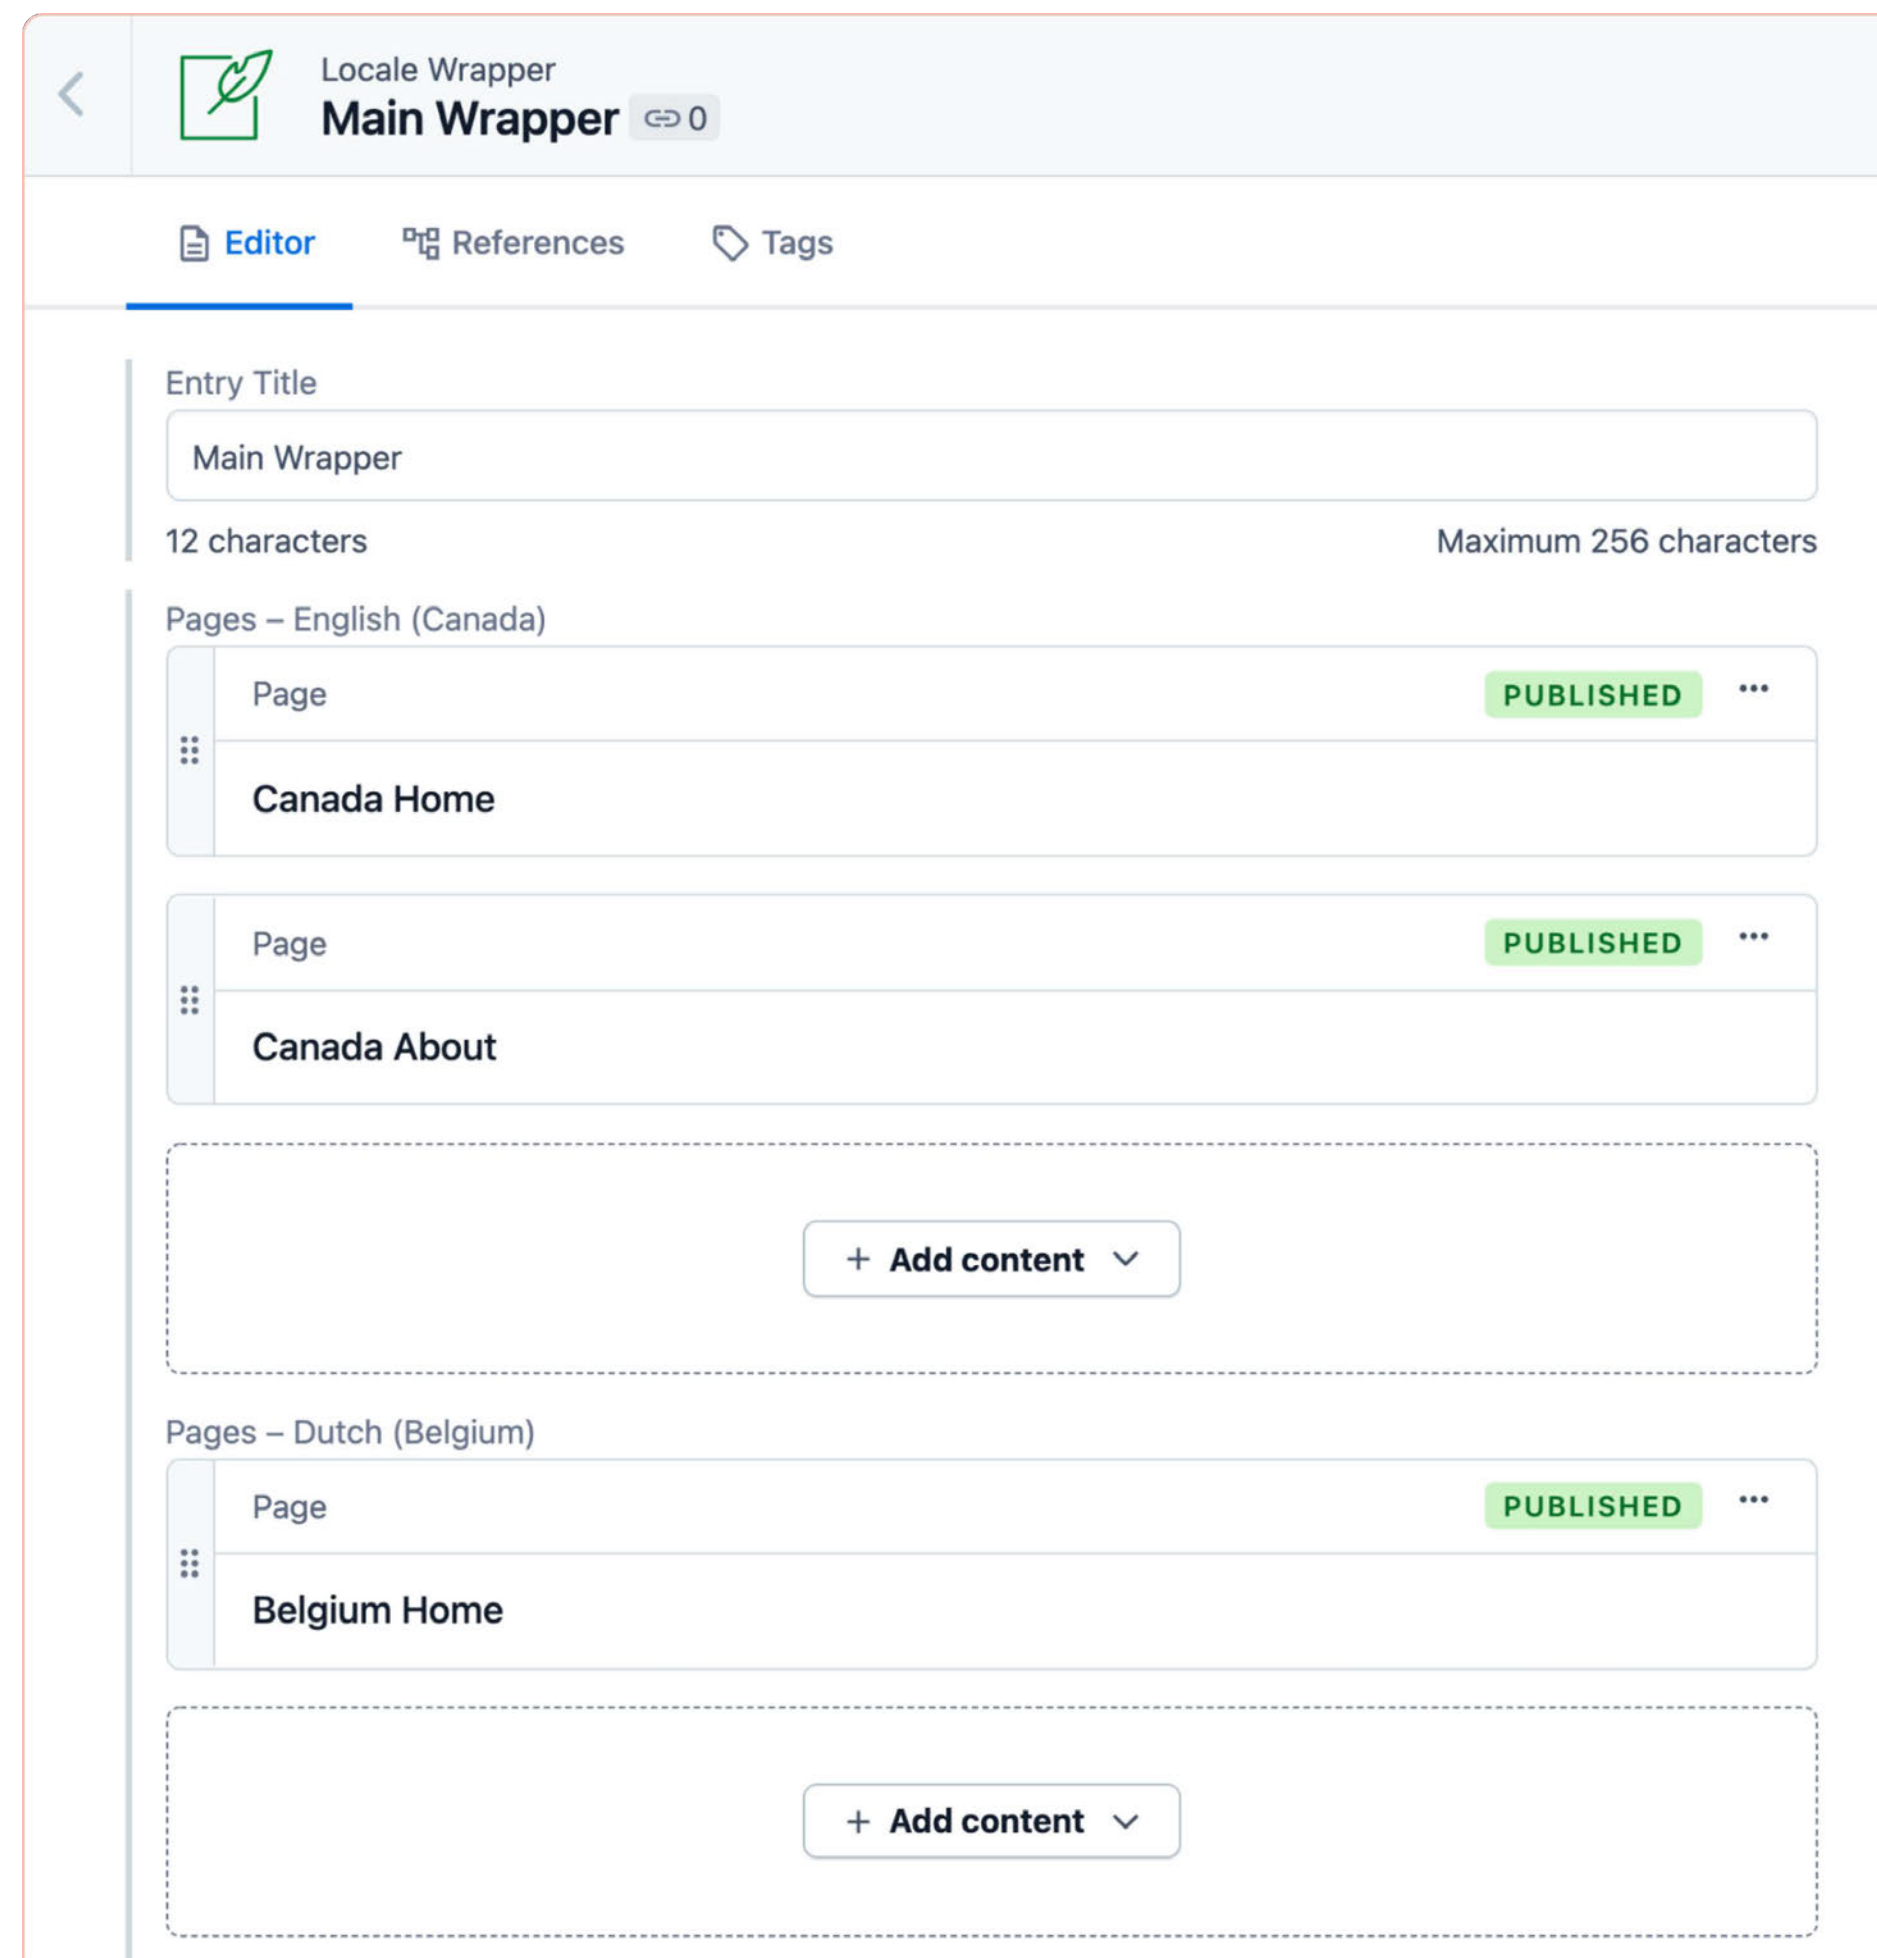 Locale Wrapper
Main Wrapper 0
Editor References Tags
Entry Title
Main Wrapper
12 characters Maximum 256 characters
Pages – English (Canada)
Page PUBLISHED
Canada Home
Page PUBLISHED
Canada About
+ Add content
Pages – Dutch (Belgium)
Page PUBLISHED
Belgium Home
+ Add content